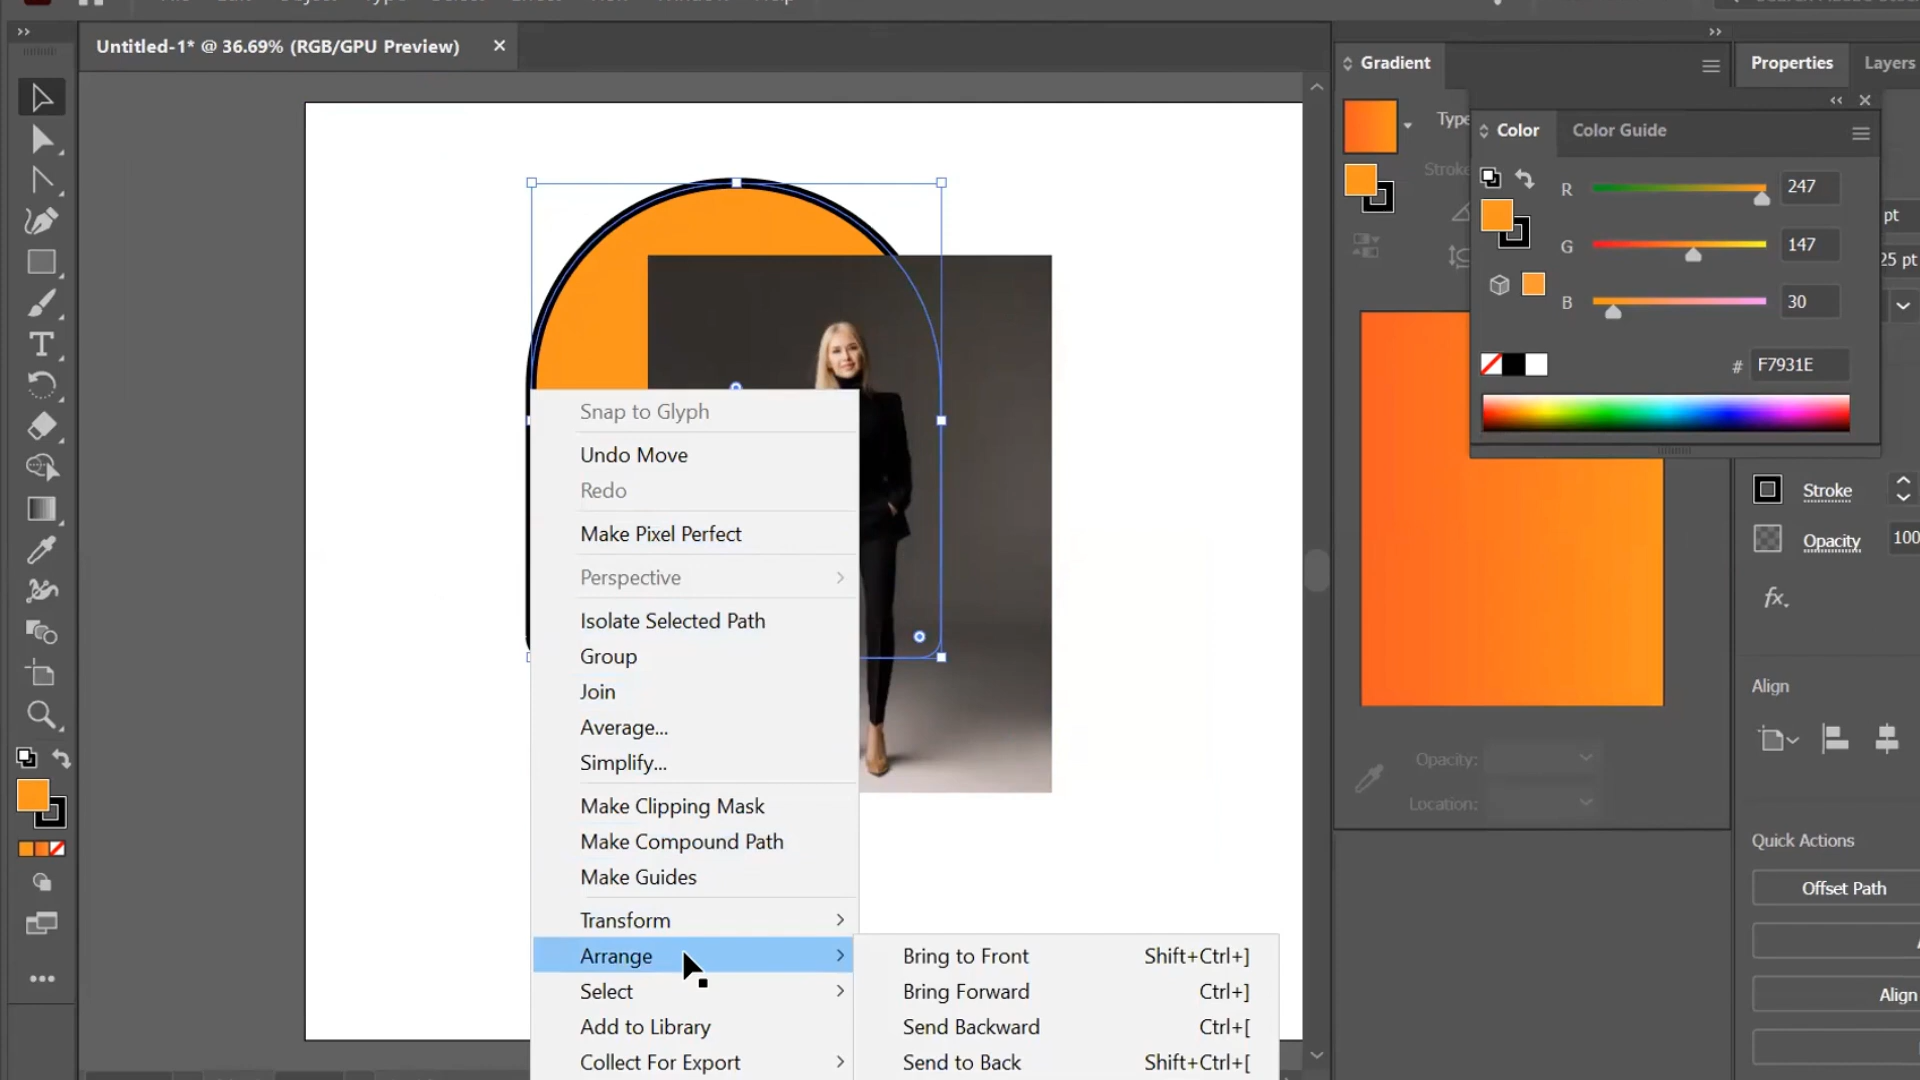 Untitled-1* @ 36.69% (RGB/GPU Preview)
Gradient
Properties
Layers
Type
Stroke
Color
Color Guide
R
247
G
147
B
30
pt
25 pt
# F7931E
Snap to Glyph
Undo Move
Redo
Make Pixel Perfect
Perspective
Isolate Selected Path
Group
Join
Average...
Simplify...
Make Clipping Mask
Make Compound Path
Make Guides
Transform
Arrange
Select
Add to Library
Collect For Export
Bring to Front Shift+Ctrl+]
Bring Forward Ctrl+]
Send Backward Ctrl+[
Send to Back Shift+Ctrl+[
Stroke
Opacity
100
fx.
Align
Opacity:
Location:
Quick Actions
Offset Path
A
Align